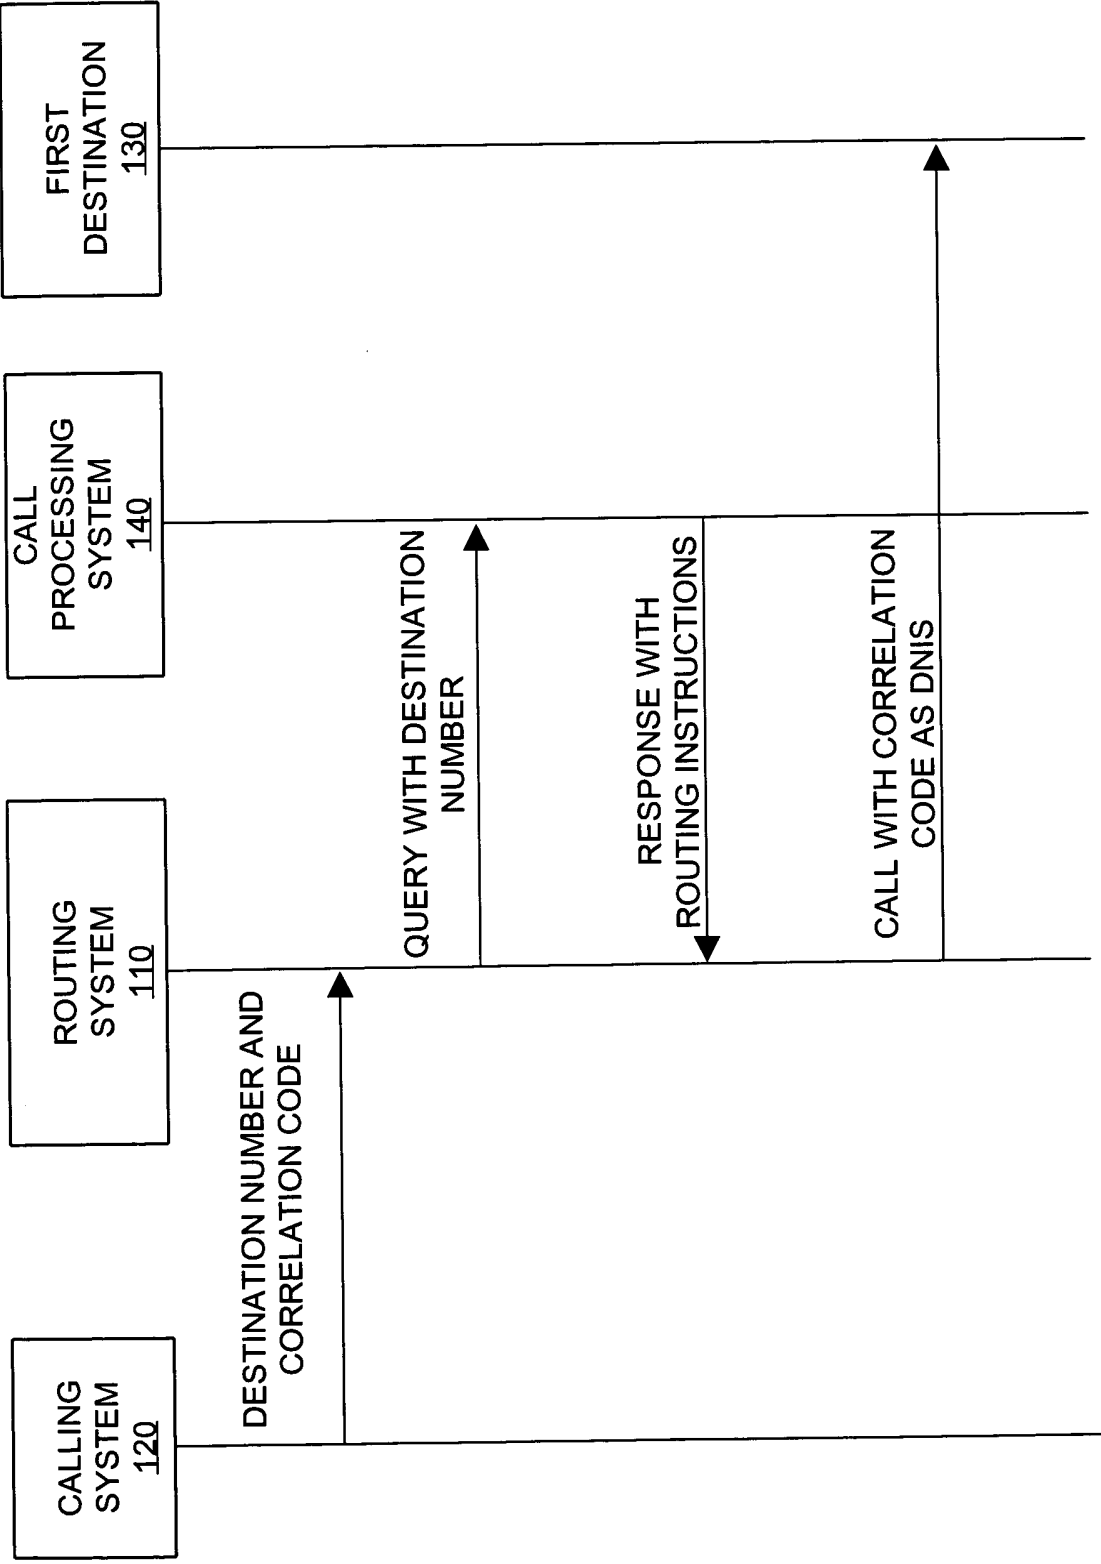 CALLING
SYSTEM
120
ROUTING
SYSTEM
110
CALL
PROCESSING
SYSTEM
140
FIRST
DESTINATION
130
DESTINATION NUMBER AND
CORRELATION CODE
QUERY WITH DESTINATION
NUMBER
RESPONSE WITH
ROUTING INSTRUCTIONS
CALL WITH CORRELATION
CODE AS DNIS